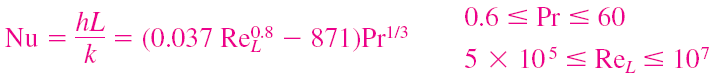 Nu = hL/k = (0.037 Re_L^0.8 − 871)Pr^1/3
0.6 ≤ Pr ≤ 60
5 × 10^5 ≤ Re_L ≤ 10^7